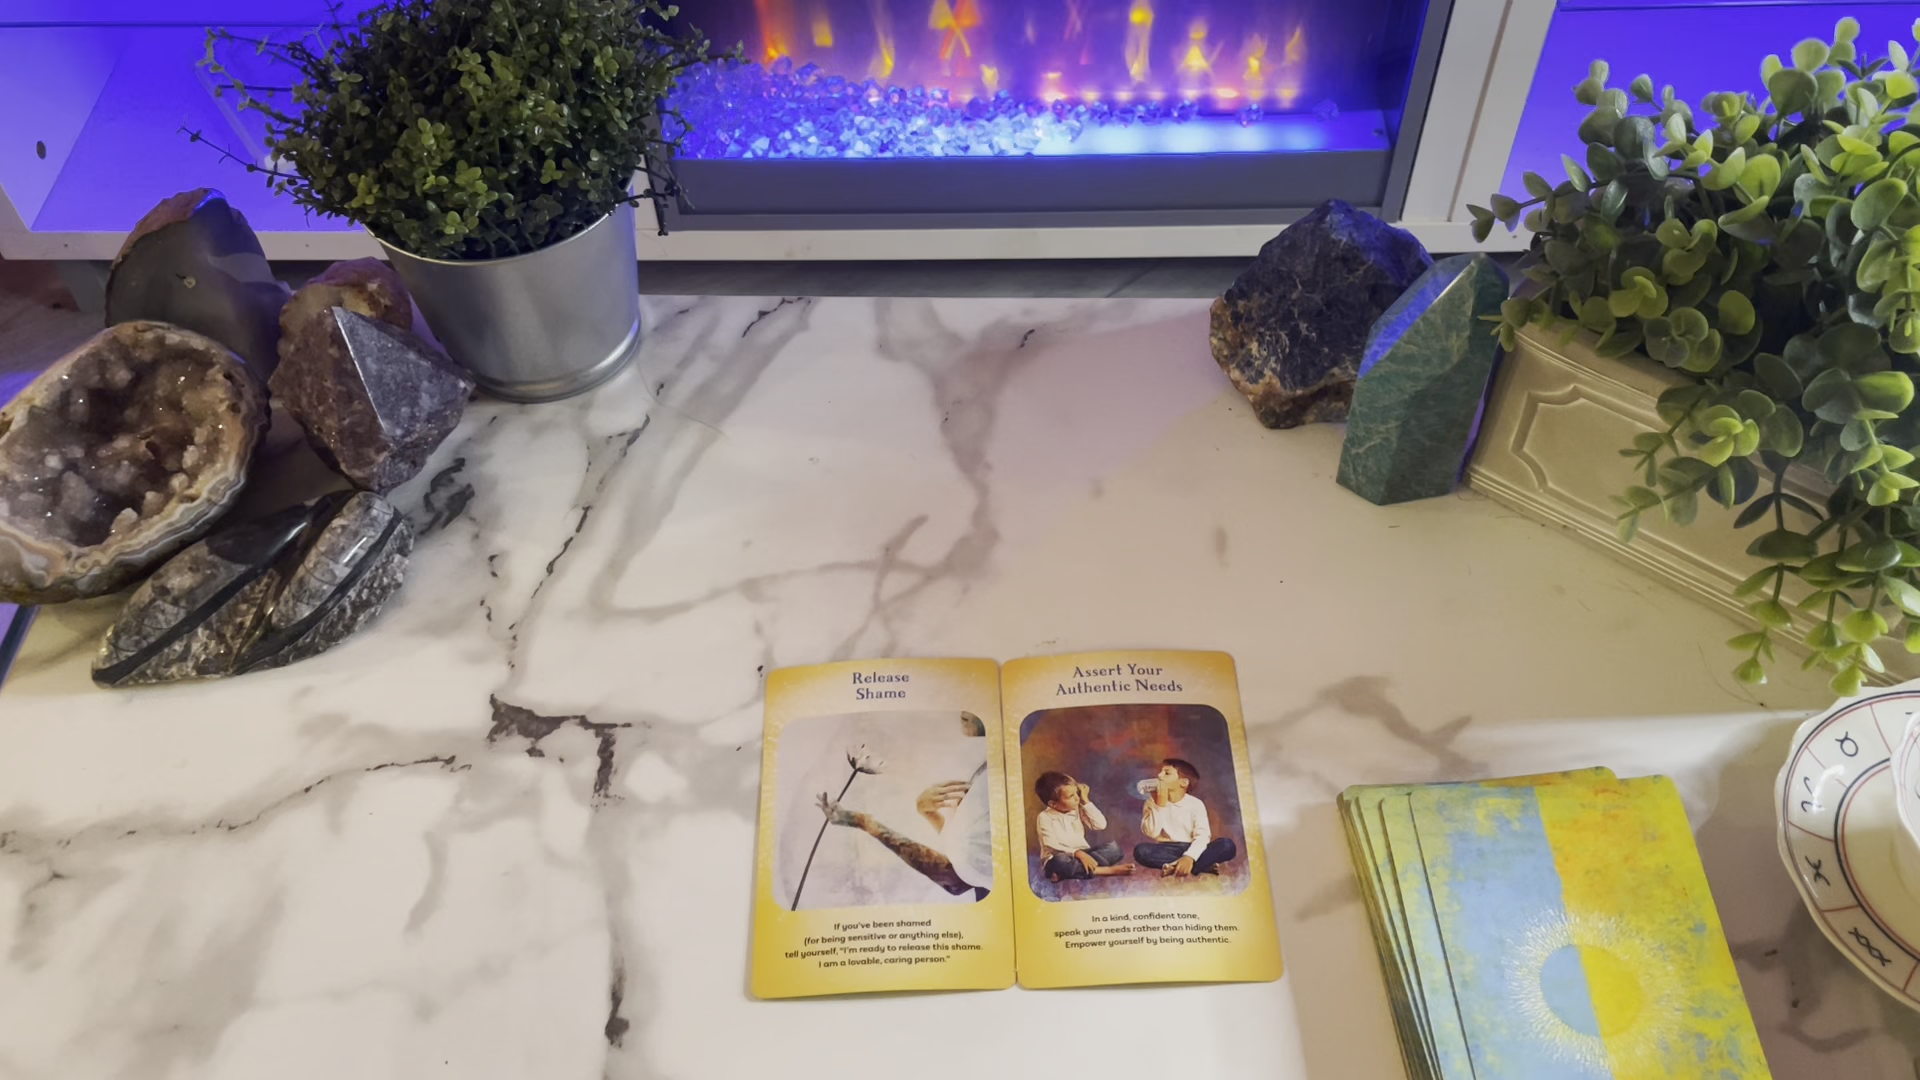 Release
Shame
If you've been shamed
(for being sensitive or anything else),
tell yourself, "I'm ready to release this shame.
I am a lovable, caring person."
Assert Your
Authentic Needs
In a kind, confident tone,
speak your needs rather than hiding them.
Empower yourself by being authentic.